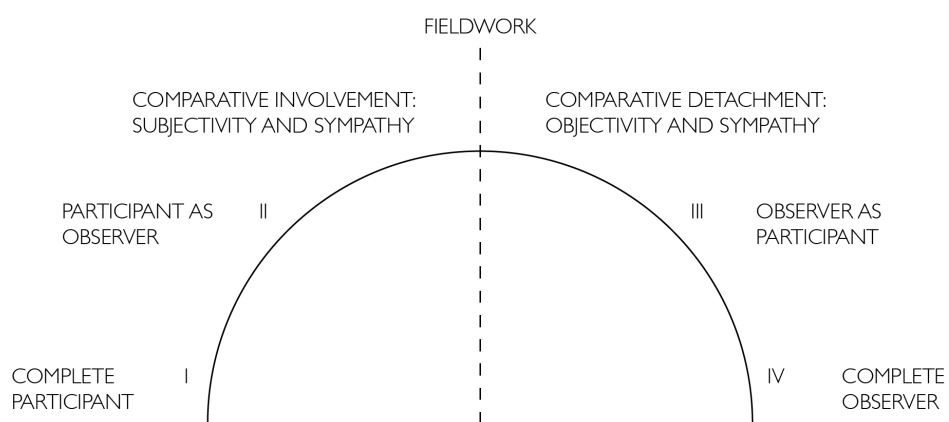 FIELDWORK
COMPARATIVE INVOLVEMENT:
SUBJECTIVITY AND SYMPATHY
COMPARATIVE DETACHMENT:
OBJECTIVITY AND SYMPATHY
PARTICIPANT AS
OBSERVER
II
III
OBSERVER AS
PARTICIPANT
COMPLETE
PARTICIPANT
I
IV
COMPLETE
OBSERVER